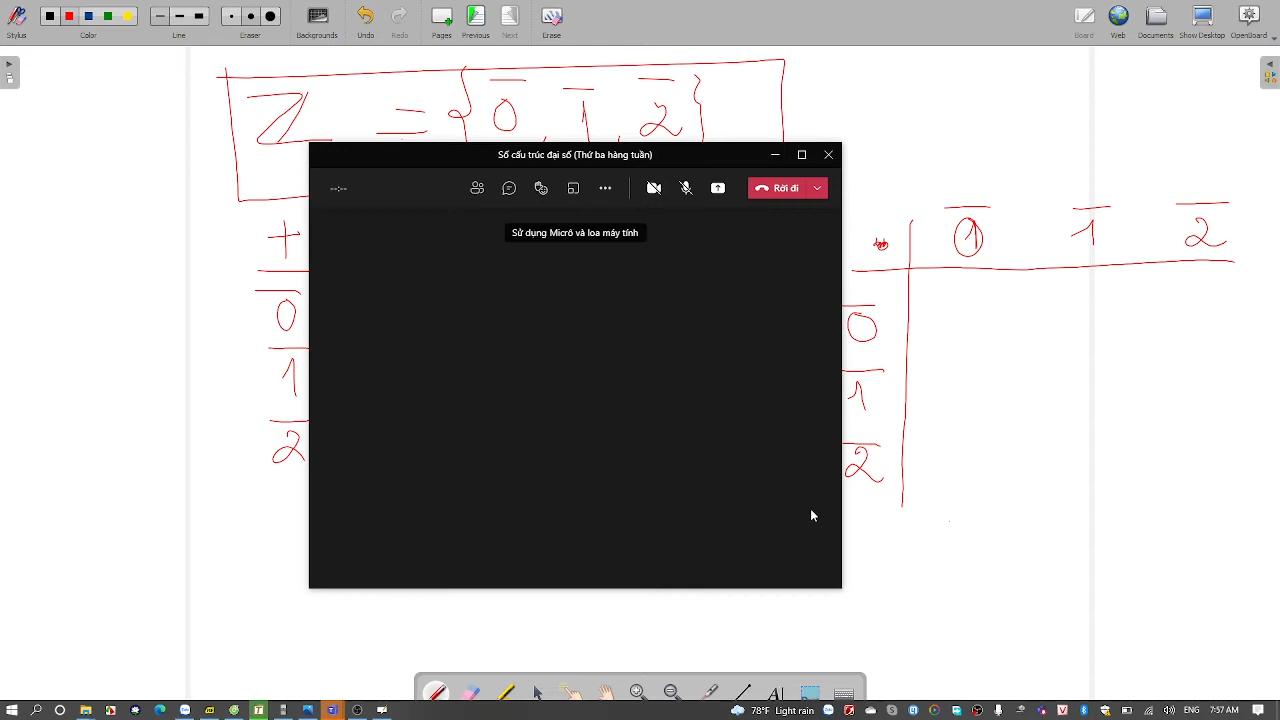 Stylus Color Line Eraser Backgrounds Undo Redo Pages Previous Next Erase Board Web Documents Show Desktop OpenBoard
Z = {0̅, 1̅, 2̅}
Số cấu trúc đại số (Thứ ba hàng tuần)
--:-- Rời đi
Sử dụng Micrô và loa máy tính
+ 1̅ 2̅
0̅ 0̅
1̅ 1̅
2̅ 2̅
78°F Light rain ENG 7:57 AM